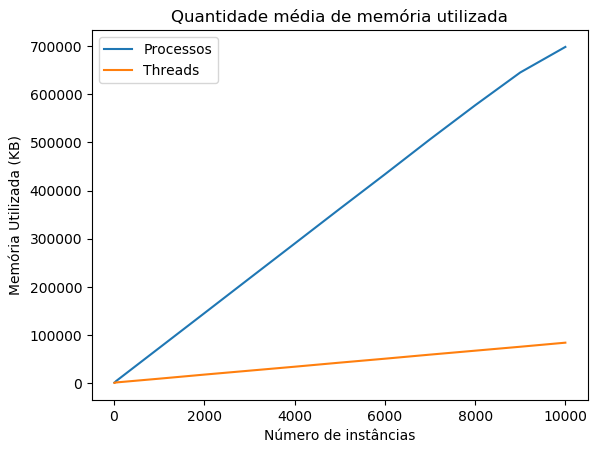 Quantidade média de memória utilizada
Processos
Threads
Memória Utilizada (KB)
700000
600000
500000
400000
300000
200000
100000
0
0 2000 4000 6000 8000 10000
Número de instâncias